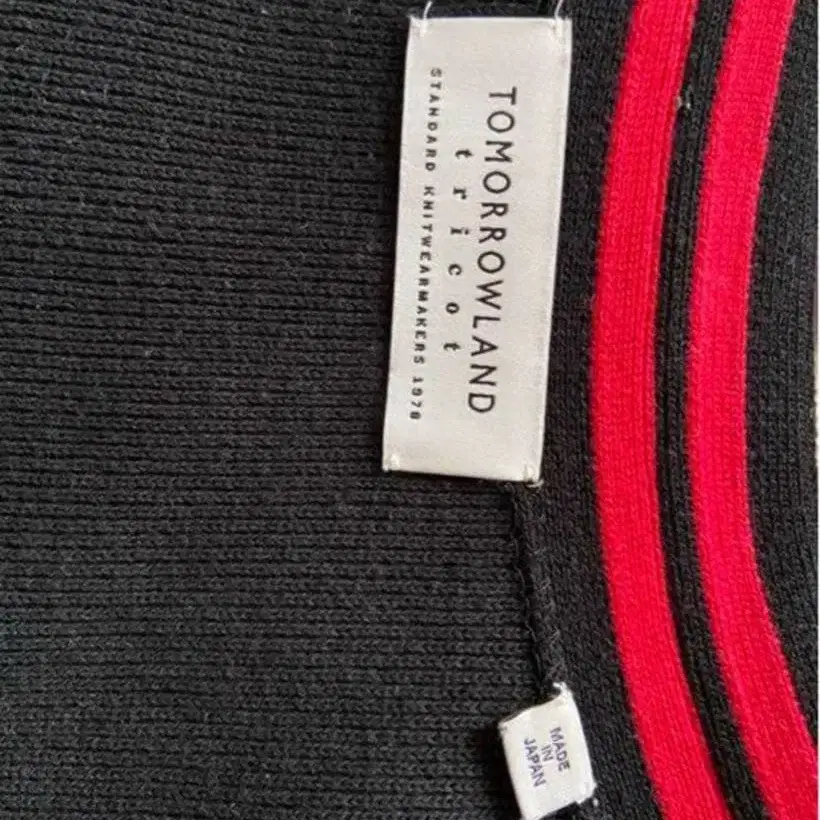 TOMORROWLAND
tricot
STANDARD KNITWEARMAKERS 1978
MADE
IN
JAPAN